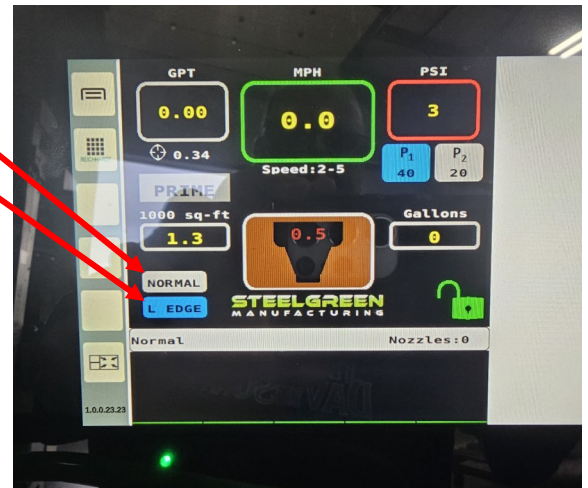 GPT
MPH
PSI
0.00
0.0
3
0.34
Speed:2-5
P1
40
P2
20
PRIME
1000 sq-ft
Gallons
1.3
0.5
0
NORMAL
L EDGE
STEELGREEN
MANUFACTURING
Normal
Nozzles:0
1.0.0.23.23